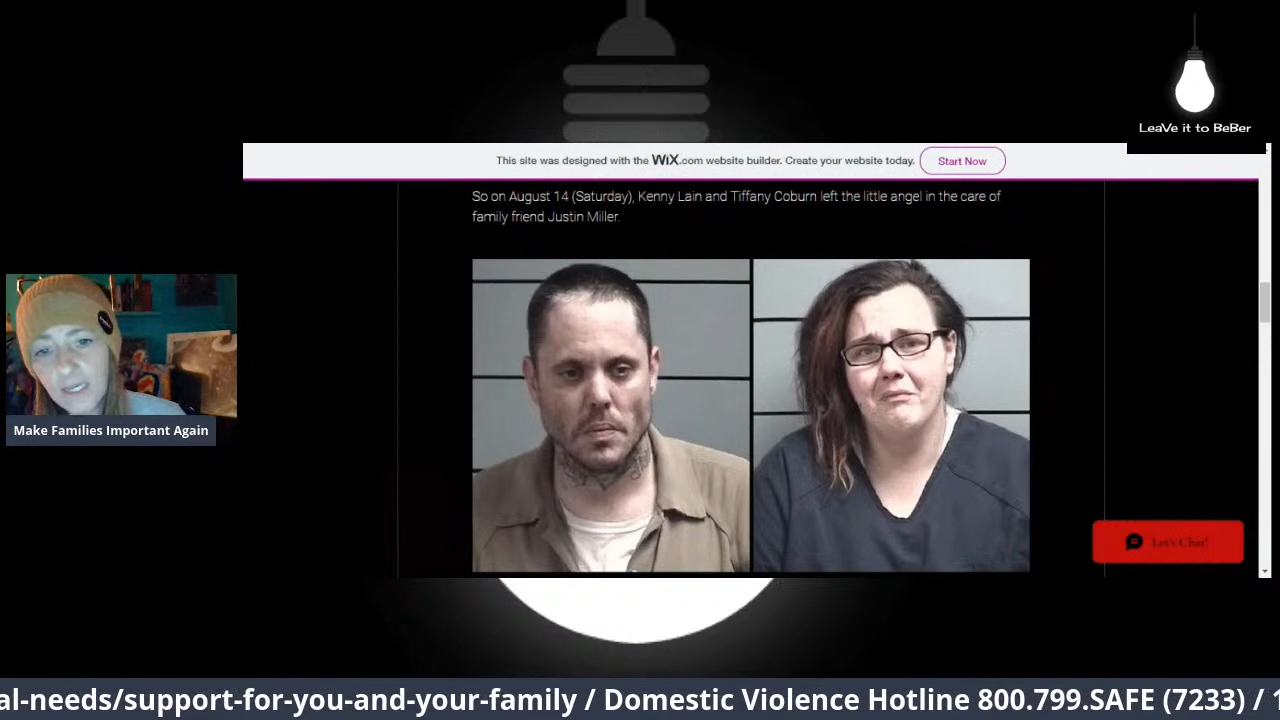 LeaVe it to BeBer
This site was designed with the WiX.com website builder. Create your website today.
Start Now
So on August 14 (Saturday), Kenny Lain and Tiffany Coburn left the little angel in the care of
family friend Justin Miller.
Make Families Important Again
Let's Chat!
al-needs/support-for-you-and-your-family / Domestic Violence Hotline 800.799.SAFE (7233) /